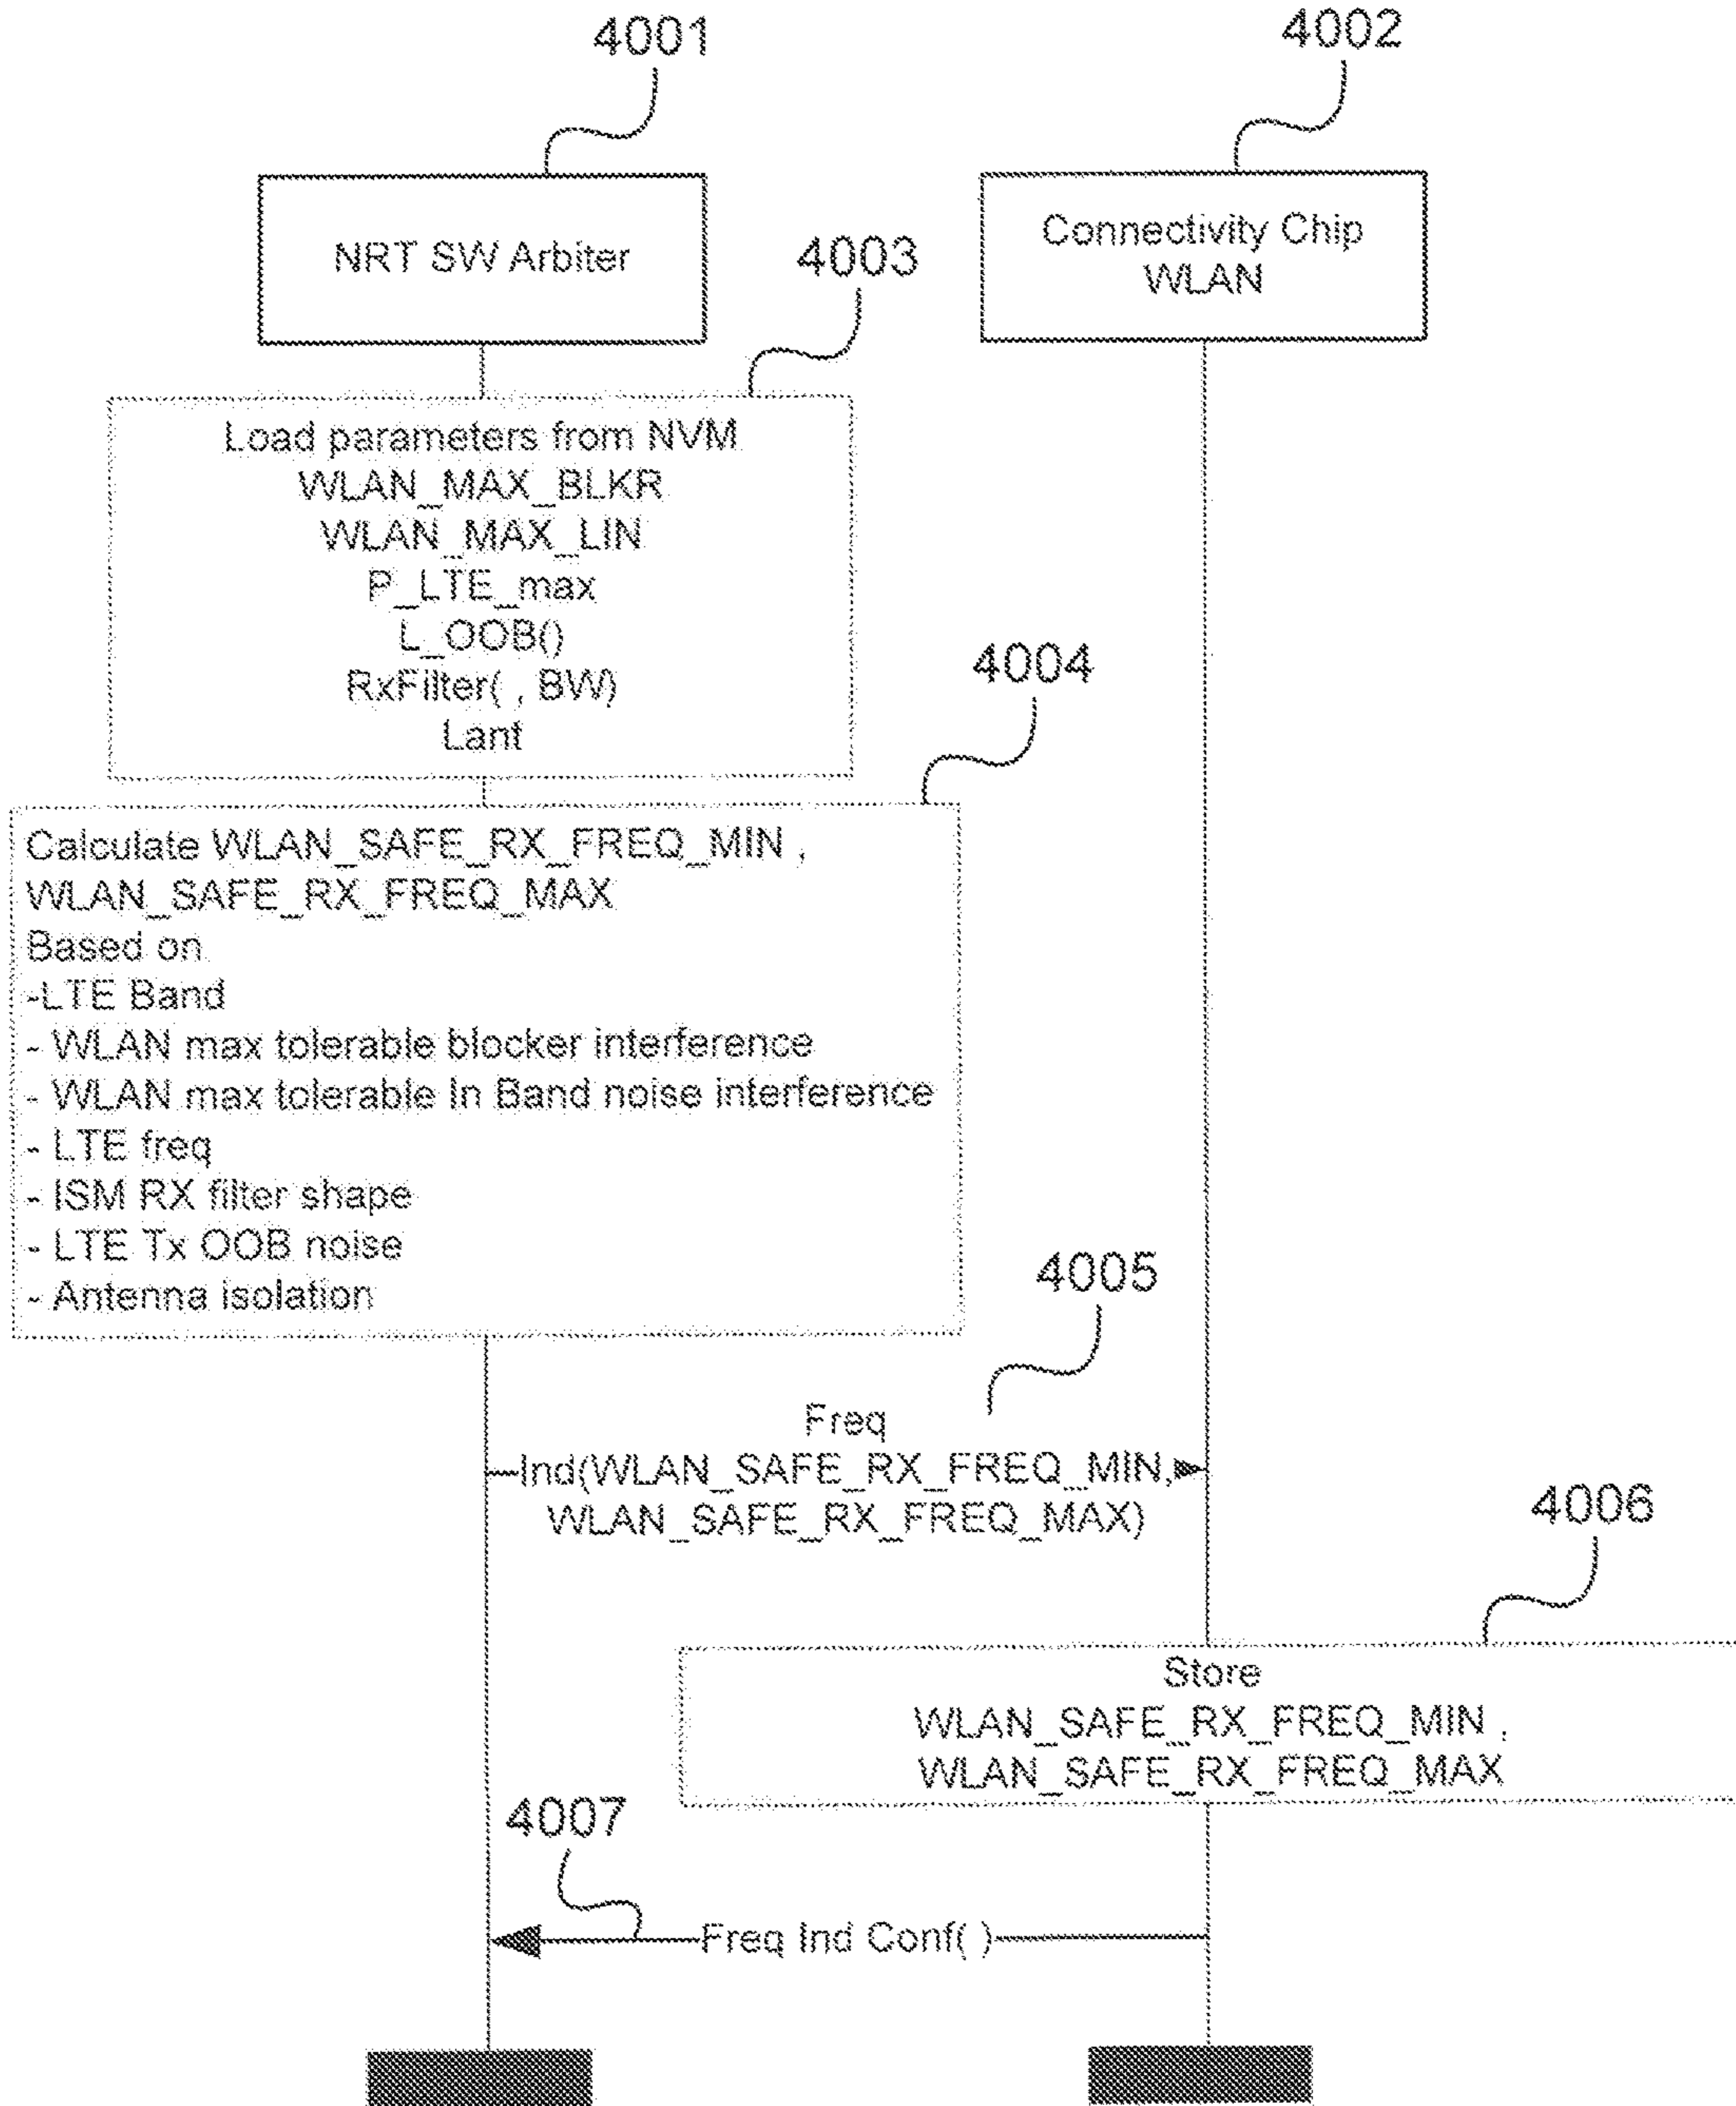 4001
4002
NRT SW Arbiter
Connectivity Chip
WLAN
4003
Load parameters from NVM
WLAN_MAX_BLKR
WLAN_MAX_LIN
P_LTE_max
L_OOB()
RxFilter( , BW)
Lant
4004
Calculate WLAN_SAFE_RX_FREQ_MIN ,
WLAN_SAFE_RX_FREQ_MAX
Based on
-LTE Band
- WLAN max tolerable blocker interference
- WLAN max tolerable In Band noise interference
- LTE freq
- ISM RX filter shape
- LTE Tx OOB noise
- Antenna isolation
4005
Freq
Ind(WLAN_SAFE_RX_FREQ_MIN,
WLAN_SAFE_RX_FREQ_MAX)
4006
Store
WLAN_SAFE_RX_FREQ_MIN ,
WLAN_SAFE_RX_FREQ_MAX
4007
Freq Ind Conf( )